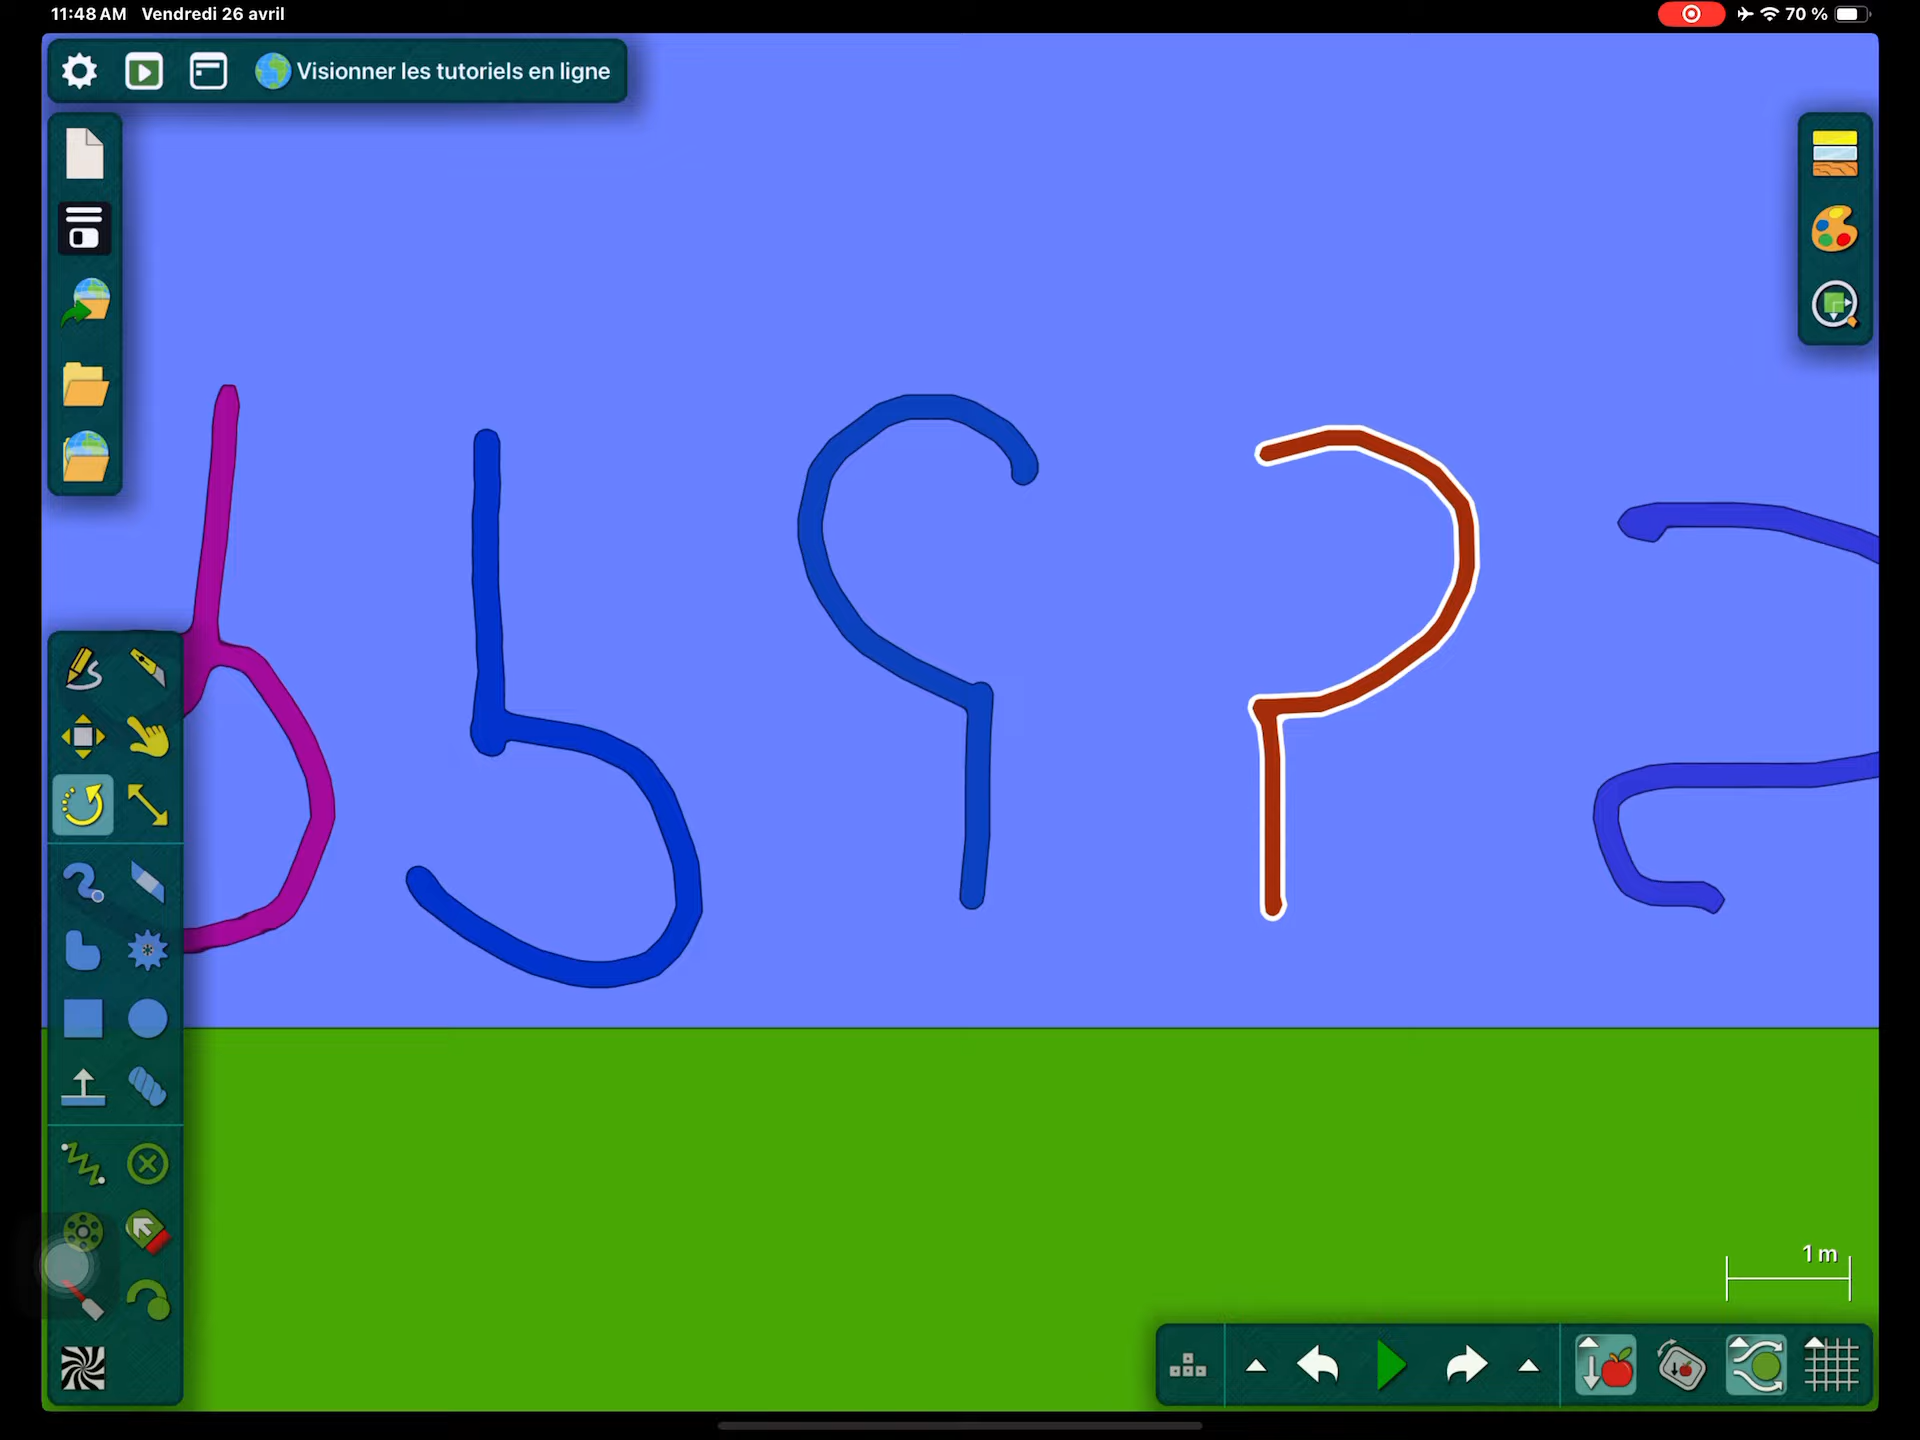 11:48 AM Vendredi 26 avril
70 %
Visionner les tutoriels en ligne
1 m